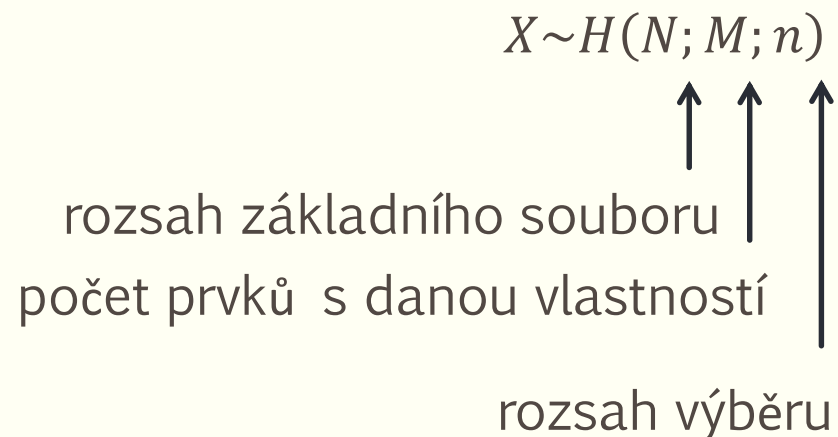 X~H(N; M; n)
rozsah základního souboru
počet prvků s danou vlastností
rozsah výběru